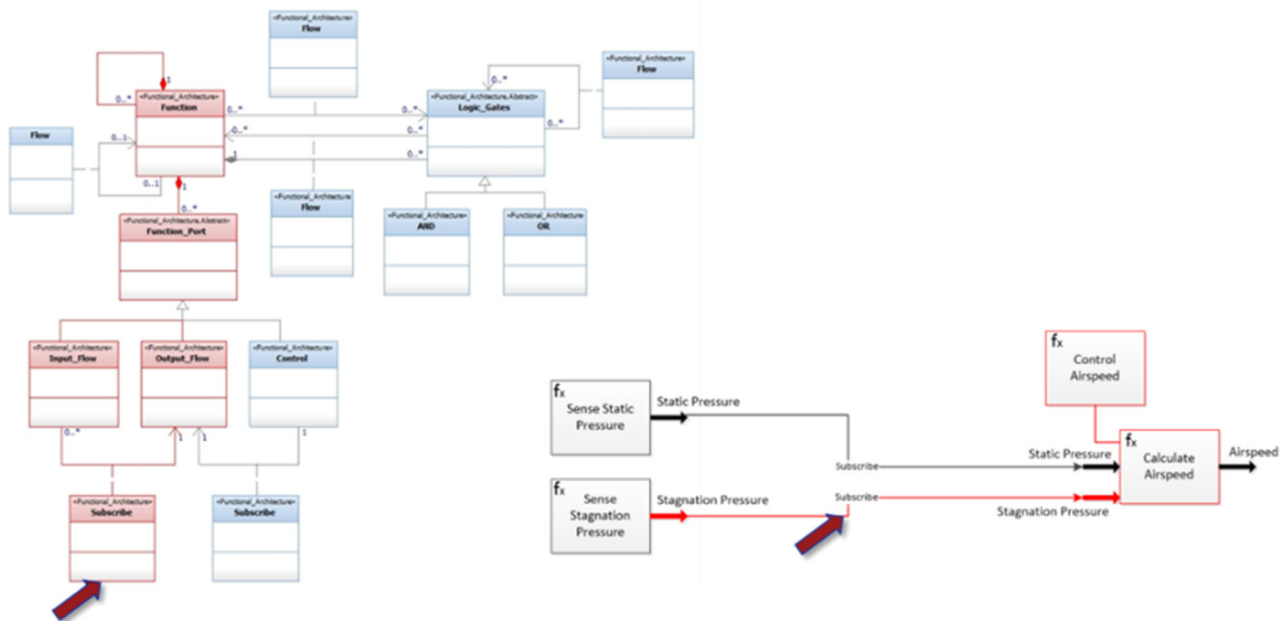 «Functional_Architecture»
Flow
«Functional_Architecture»
Flow
1
0..*
«Functional_Architecture»
Function
0..*
0..*
«Functional_Architecture.Abstract»
Logic_Gates
0..*
0..*
Flow
0..1
0..*
1
0..*
0..1
1
0..*
«Functional_Architecture.Abstract»
Function_Port
«Functional_Architecture
Flow
«Functional_Architecture»
AND
«Functional_Architecture»
OR
«Functional_Architecture»
Input_Flow
«Functional_Architecture»
Output_Flow
«Functional_Architecture»
Control
0..*
1
1
1
«Functional_Architecture»
Subscribe
«Functional_Architecture»
Subscribe
fx
Control
Airspeed
fx
Sense Static
Pressure
Static Pressure
Subscribe
Static Pressure
fx
Calculate
Airspeed
Airspeed
fx
Sense
Stagnation
Pressure
Stagnation Pressure
Subscribe
Stagnation Pressure